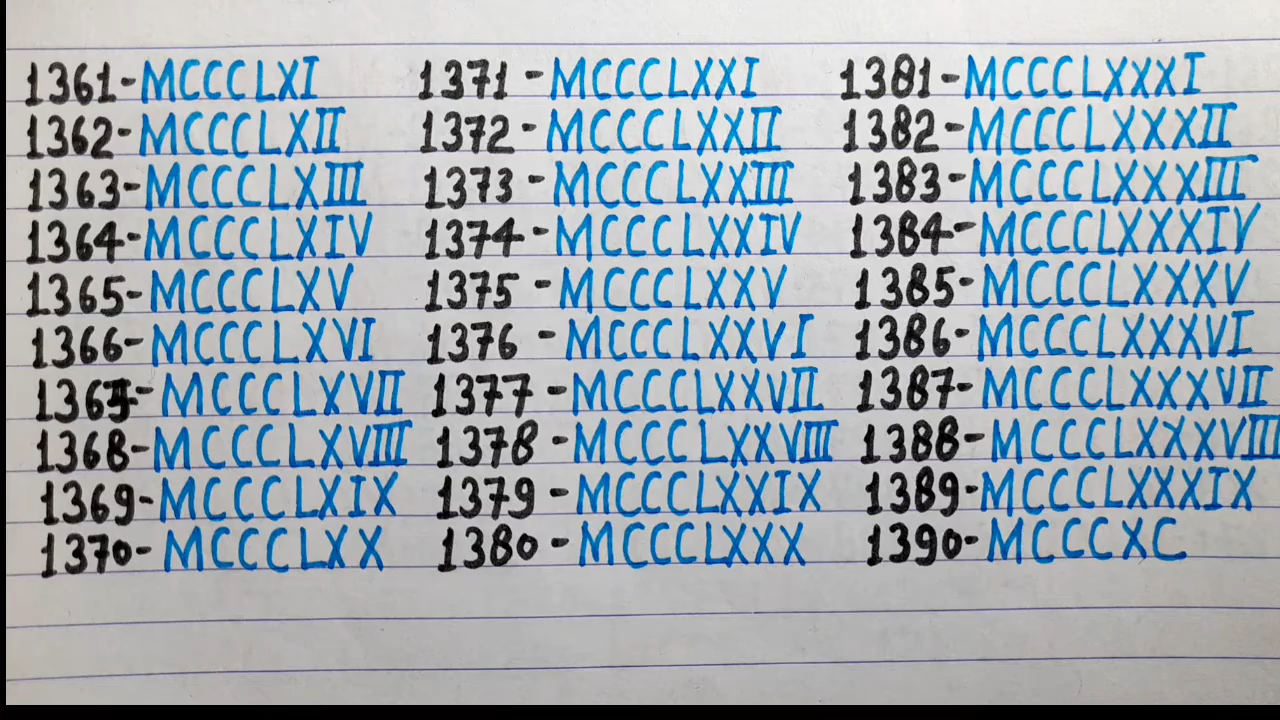 1361-MCCCLXI 1371-MCCCLXXI 1381-MCCCLXXXI
1362-MCCCLXII 1372-MCCCLXXII 1382-MCCCLXXXII
1363-MCCCLXIII 1373-MCCCLXXIII 1383-MCCCLXXXIII
1364-MCCCLXIV 1374-MCCCLXXIV 1384-MCCCLXXXIV
1365-MCCCLXV 1375-MCCCLXXV 1385-MCCCLXXXV
1366-MCCCLXVI 1376-MCCCLXXVI 1386-MCCCLXXXVI
1367-MCCCLXVII 1377-MCCCLXXVII 1387-MCCCLXXXVII
1368-MCCCLXVIII 1378-MCCCLXXVIII 1388-MCCCLXXXVIII
1369-MCCCLXIX 1379-MCCCLXXIX 1389-MCCCLXXXIX
1370-MCCCLXX 1380-MCCCLXXX 1390-MCCCXC